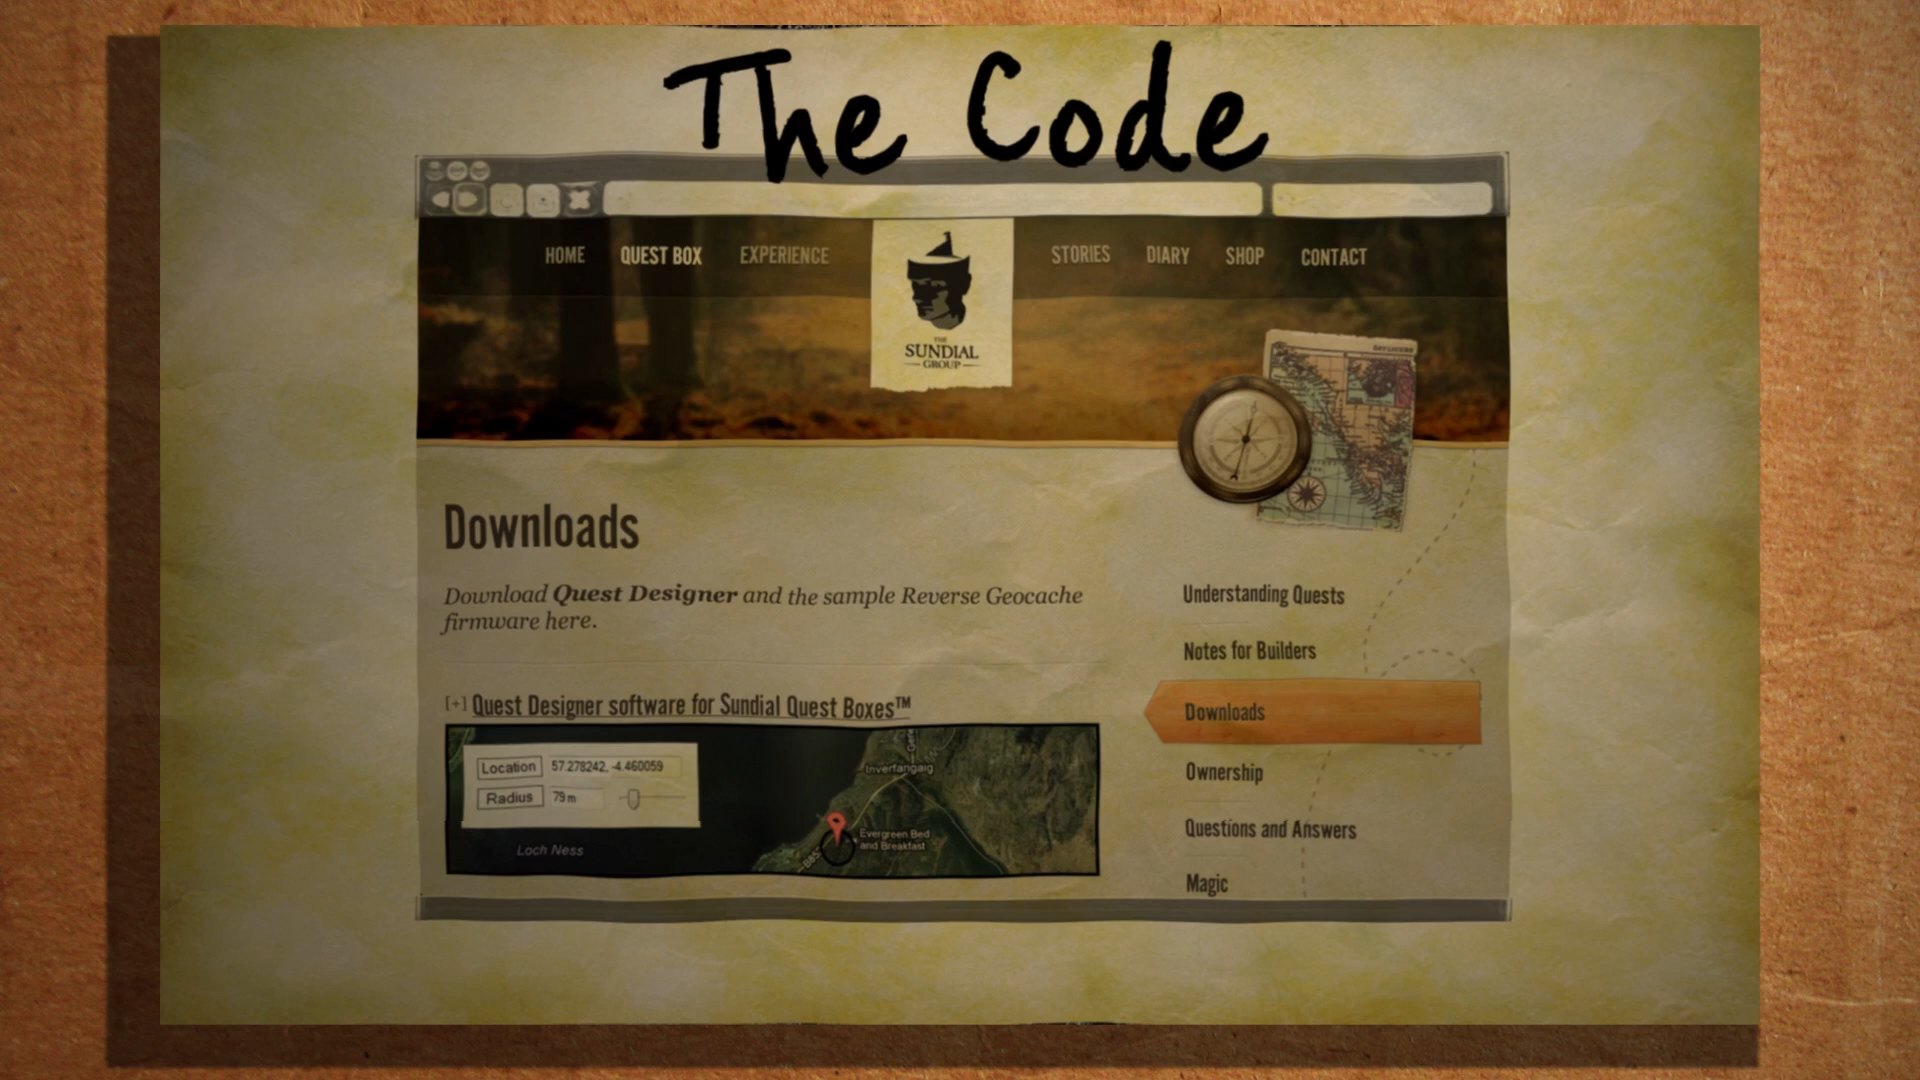 The Code
HOME QUEST BOX EXPERIENCE STORIES DIARY SHOP CONTACT
THE
SUNDIAL
GROUP
Downloads
Download Quest Designer and the sample Reverse Geocache
firmware here.
[+] Quest Designer software for Sundial Quest Boxes™
Location 57.278242, -4.460059
Radius 79 m
Loch Ness
Inverfarigaig
Evergreen Bed
and Breakfast
B852
Understanding Quests
Notes for Builders
Downloads
Ownership
Questions and Answers
Magic